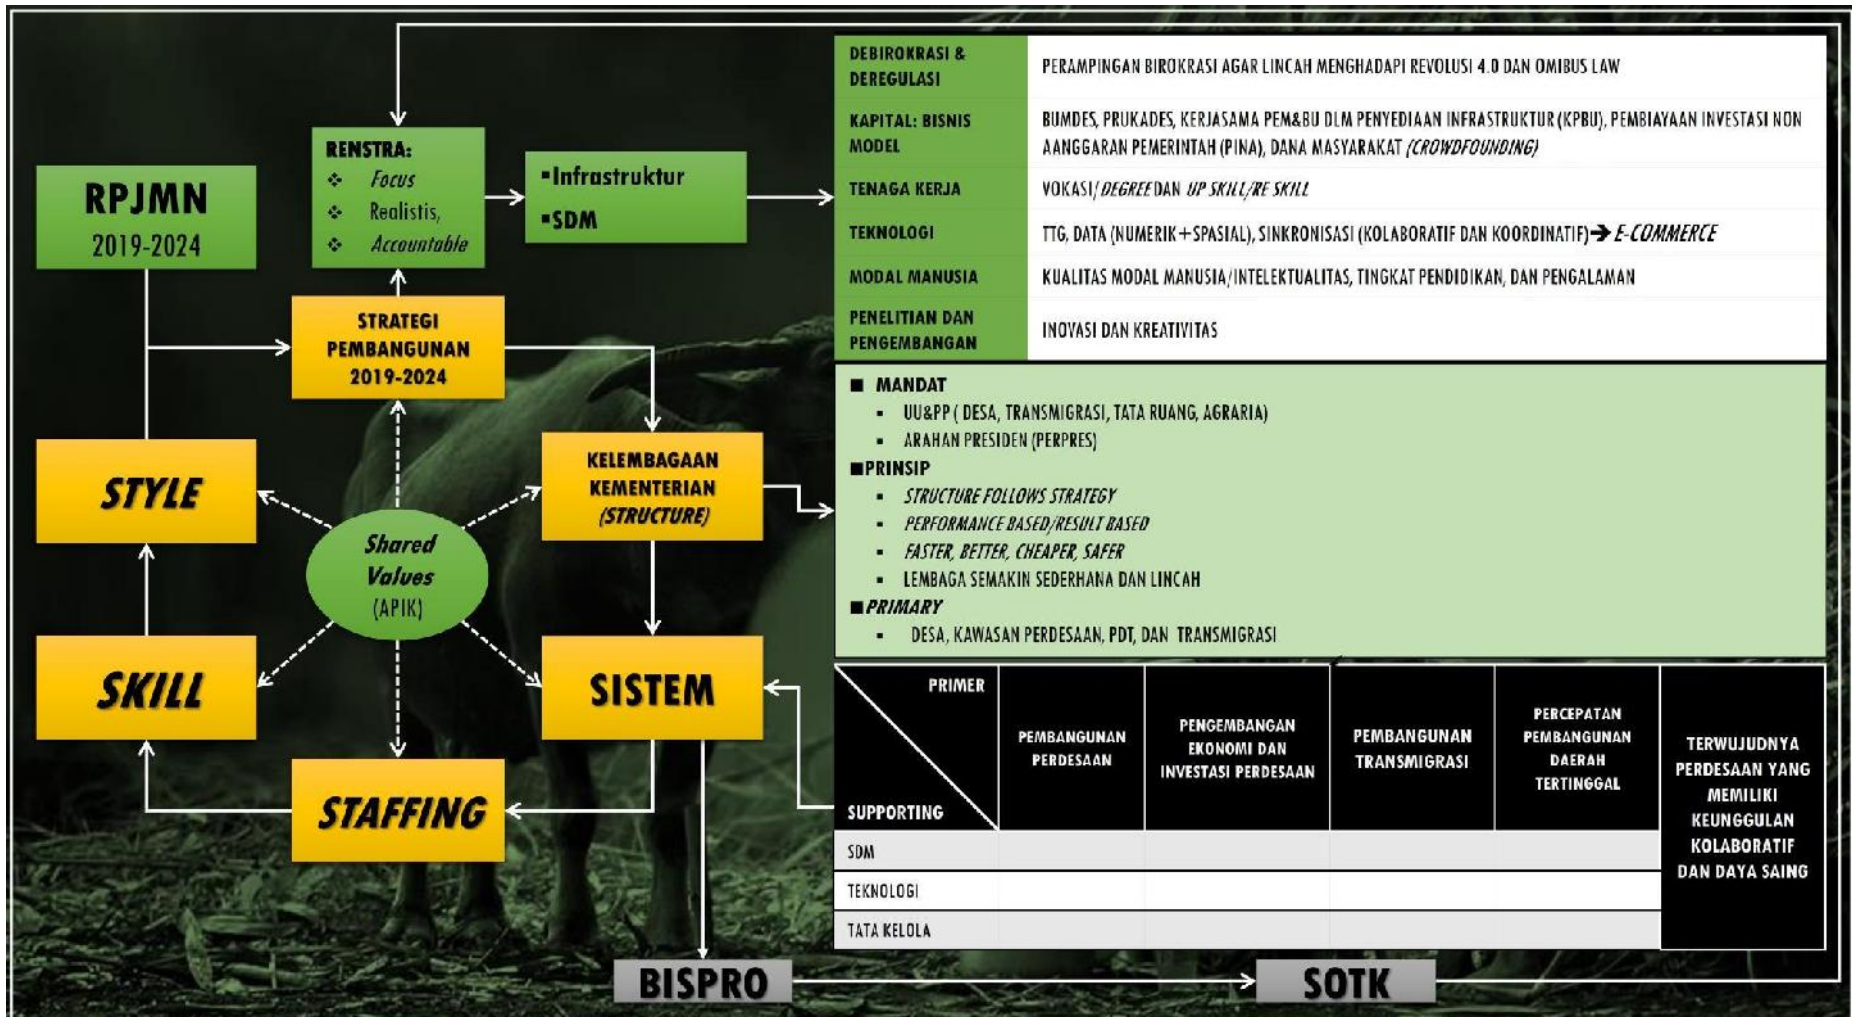 RPJMN
2019-2024
RENSTRA:
❖ Focus
❖ Realistis,
❖ Accountable
▪Infrastruktur
▪SDM
STRATEGI
PEMBANGUNAN
2019-2024
STYLE
KELEMBAGAAN
KEMENTERIAN
(STRUCTURE)
Shared
Values
(APIK)
SKILL
SISTEM
STAFFING
DEBIROKRASI &
DEREGULASI
PERAMPINGAN BIROKRASI AGAR LINCAH MENGHADAPI REVOLUSI 4.0 DAN OMIBUS LAW
KAPITAL: BISNIS
MODEL
BUMDES, PRUKADES, KERJASAMA PEM&BU DLM PENYEDIAAN INFRASTRUKTUR (KPBU), PEMBIAYAAN INVESTASI NON
AANGGARAN PEMERINTAH (PINA), DANA MASYARAKAT (CROWDFOUNDING)
TENAGA KERJA
VOKASI/DEGREE DAN UP SKILL/RE SKILL
TEKNOLOGI
TTG, DATA (NUMERIK+SPASIAL), SINKRONISASI (KOLABORATIF DAN KOORDINATIF)➔ E-COMMERCE
MODAL MANUSIA
KUALITAS MODAL MANUSIA/INTELEKTUALITAS, TINGKAT PENDIDIKAN, DAN PENGALAMAN
PENELITIAN DAN
PENGEMBANGAN
INOVASI DAN KREATIVITAS
■ MANDAT
▪ UU&PP ( DESA, TRANSMIGRASI, TATA RUANG, AGRARIA)
▪ ARAHAN PRESIDEN (PERPRES)
■PRINSIP
▪ STRUCTURE FOLLOWS STRATEGY
▪ PERFORMANCE BASED/RESULT BASED
▪ FASTER, BETTER, CHEAPER, SAFER
▪ LEMBAGA SEMAKIN SEDERHANA DAN LINCAH
■PRIMARY
▪ DESA, KAWASAN PERDESAAN, PDT, DAN TRANSMIGRASI
PRIMER
SUPPORTING
PEMBANGUNAN
PERDESAAN
PENGEMBANGAN
EKONOMI DAN
INVESTASI PERDESAAN
PEMBANGUNAN
TRANSMIGRASI
PERCEPATAN
PEMBANGUNAN
DAERAH
TERTINGGAL
TERWUJUDNYA
PERDESAAN YANG
MEMILIKI
KEUNGGULAN
KOLABORATIF
DAN DAYA SAING
SDM
TEKNOLOGI
TATA KELOLA
BISPRO
SOTK